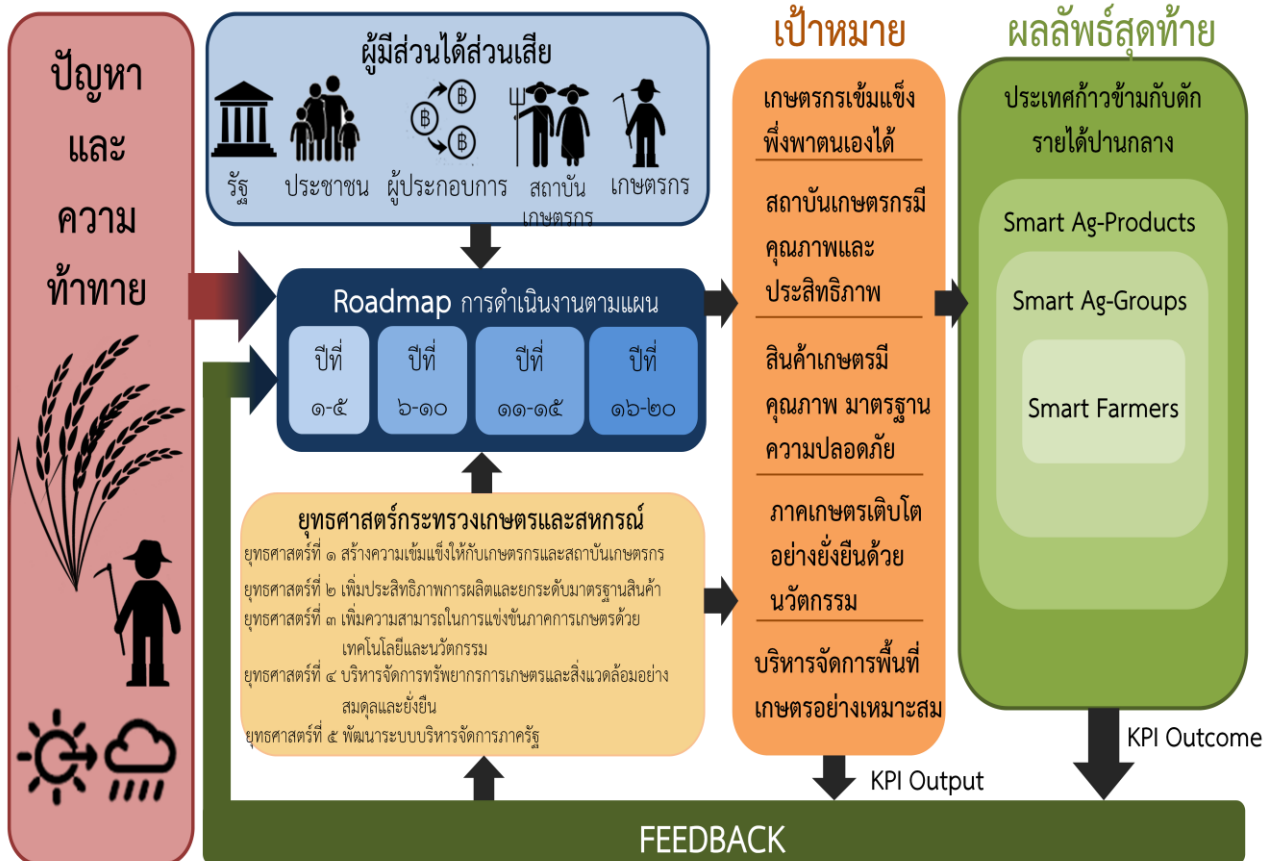 ปัญหา
และ
ความ
ท้าทาย
ผู้มีส่วนได้ส่วนเสีย
รัฐ
ประชาชน
ผู้ประกอบการ
สถาบัน
เกษตรกร
เกษตรกร
Roadmap การดำเนินงานตามแผน
ปีที่
๑-๕
ปีที่
๖-๑๐
ปีที่
๑๑-๑๕
ปีที่
๑๖-๒๐
ยุทธศาสตร์กระทรวงเกษตรและสหกรณ์
ยุทธศาสตร์ที่ ๑ สร้างความเข้มแข็งให้กับเกษตรกรและสถาบันเกษตรกร
ยุทธศาสตร์ที่ ๒ เพิ่มประสิทธิภาพการผลิตและยกระดับมาตรฐานสินค้า
ยุทธศาสตร์ที่ ๓ เพิ่มความสามารถในการแข่งขันภาคการเกษตรด้วย
เทคโนโลยีและนวัตกรรม
ยุทธศาสตร์ที่ ๔ บริหารจัดการทรัพยากรการเกษตรและสิ่งแวดล้อมอย่าง
สมดุลและยั่งยืน
ยุทธศาสตร์ที่ ๕ พัฒนาระบบบริหารจัดการภาครัฐ
เป้าหมาย
เกษตรกรเข้มแข็ง
พึ่งพาตนเองได้
สถาบันเกษตรกรมี
คุณภาพและ
ประสิทธิภาพ
สินค้าเกษตรมี
คุณภาพ มาตรฐาน
ความปลอดภัย
ภาคเกษตรเติบโต
อย่างยั่งยืนด้วย
นวัตกรรม
บริหารจัดการพื้นที่
เกษตรอย่างเหมาะสม
KPI Output
ผลลัพธ์สุดท้าย
ประเทศก้าวข้ามกับดัก
รายได้ปานกลาง
Smart Ag-Products
Smart Ag-Groups
Smart Farmers
KPI Outcome
FEEDBACK